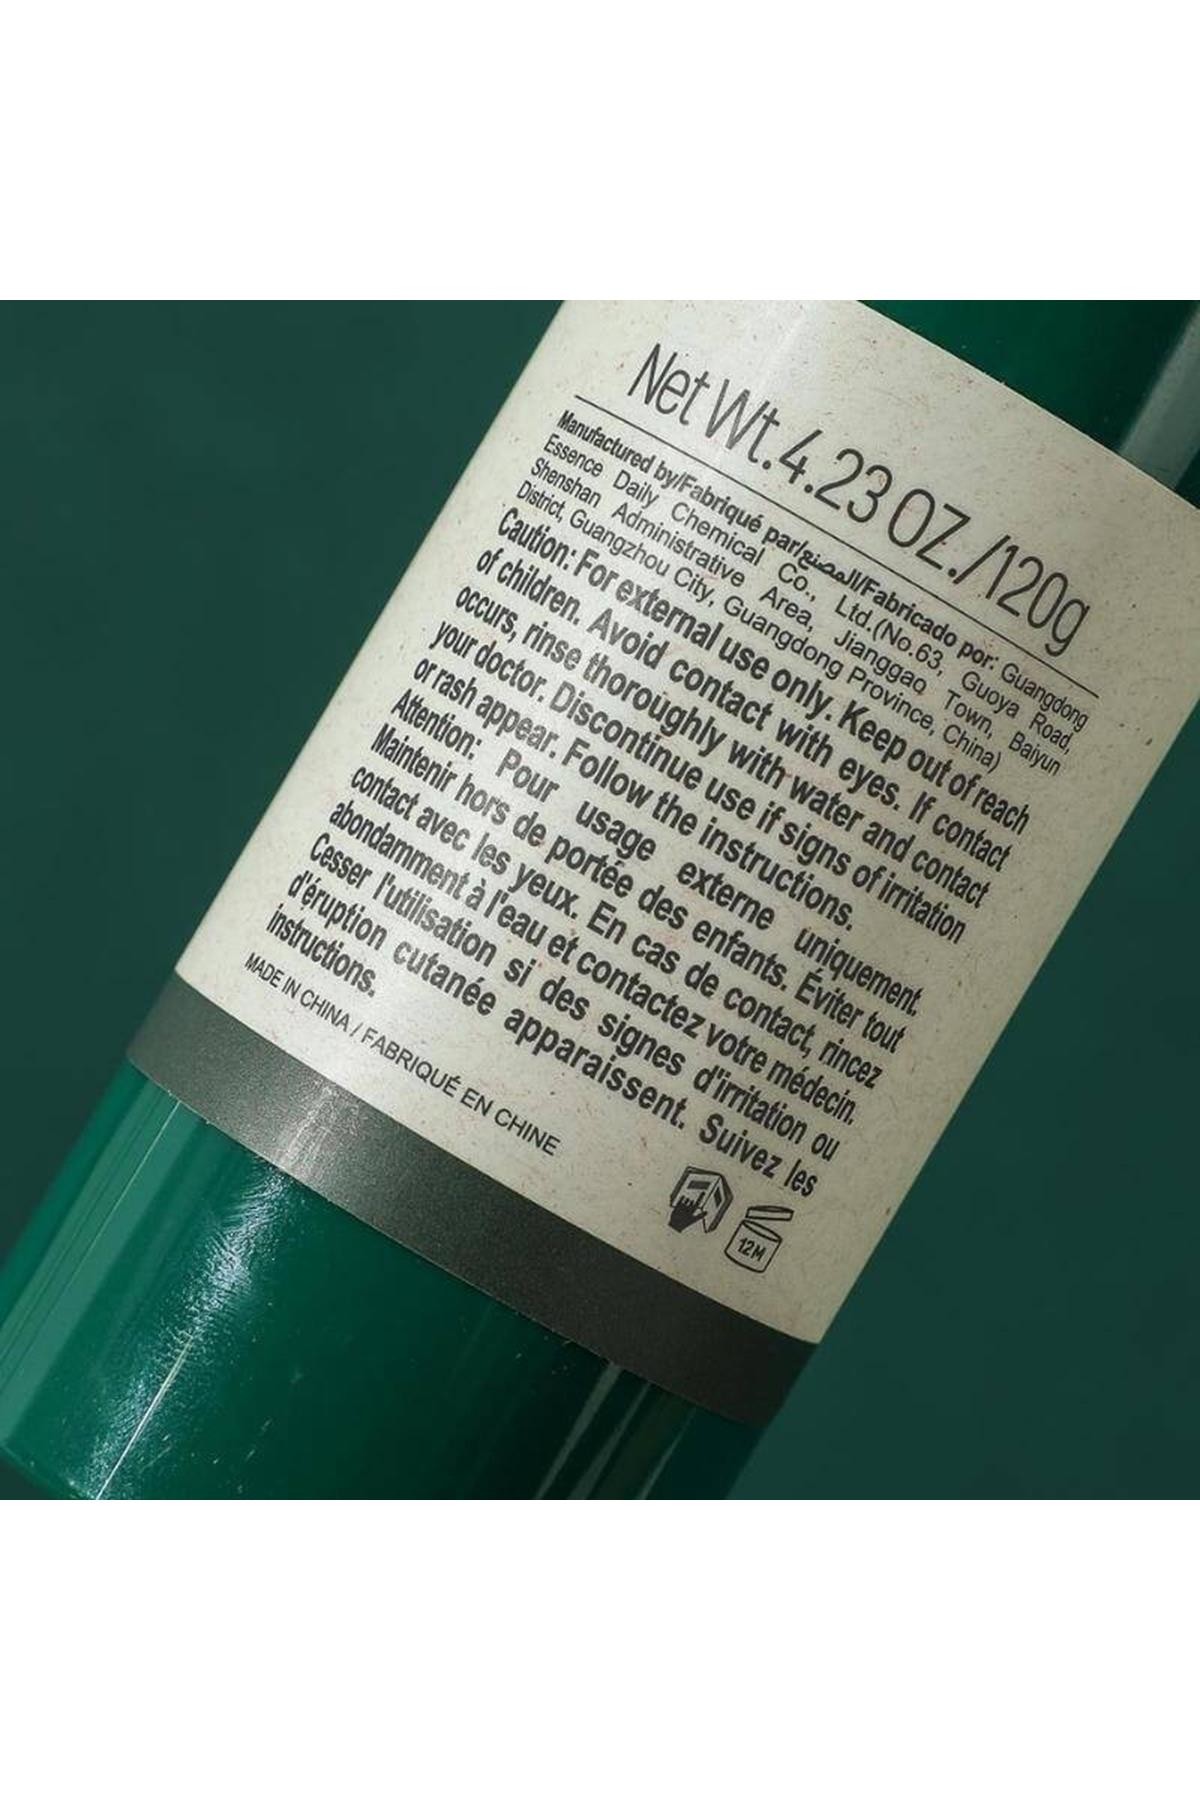 Net Wt. 4.23 OZ./120g
Manufactured by/Fabriqué par/المصنع/Fabricado por: Guangdong
Essence Daily Chemical Co., Ltd.(No.63, Guoya Road,
Shenshan Administrative Area, Jianggao Town, Baiyun
District, Guangzhou City, Guangdong Province, China)
Caution: For external use only. Keep out of reach
of children. Avoid contact with eyes. If contact
occurs, rinse thoroughly with water and contact
your doctor. Discontinue use if signs of irritation
or rash appear. Follow the instructions.
Attention: Pour usage externe uniquement.
Maintenir hors de portée des enfants. Éviter tout
contact avec les yeux. En cas de contact, rincez
abondamment à l'eau et contactez votre médecin.
Cesser l'utilisation si des signes d'irritation ou
d'éruption cutanée apparaissent. Suivez les
instructions.
MADE IN CHINA / FABRIQUÉ EN CHINE
12M